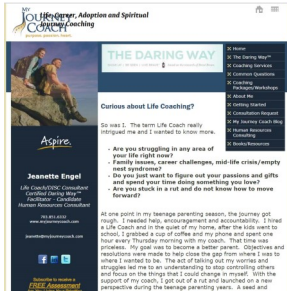 MY
JOURNEY
COACH
Life, Career, Adoption and Spiritual
Journey Coaching
THE DARING WAY
Home
The Daring Way™
Coaching Services
Common Questions
Coaching
Packages/Workshops
About Me
Getting Started
Consultation Request
My Journey Coach Blog
Human Resources
Consulting
Books/Resources
Aspire.
Jeanette Engel
Life Coach/DISC Consultant
Certified Daring Way™
Facilitator - Candidate
Human Resources Consultant
www.myjourneycoach.com
jeanette@myjourneycoach.com
Subscribe to receive a
FREE Assessment
Curious about Life Coaching?
So was I. The term Life Coach really
intrigued me and I wanted to know more.
Are you struggling in any area of
your life right now?
Family issues, career challenges, mid-life crisis/empty
nest syndrome?
Do you just want to figure out your passions and gifts
and spend your time doing something you love?
Are you stuck in a rut and do not know how to move
forward?
At one point in my teenage parenting season, the journey got
rough. I needed help, encouragement and accountability. I hired
a Life Coach and in the quiet of my home, after the kids went to
school, I grabbed a cup of coffee and my phone and spent one
hour every Thursday morning with my coach. That time was
priceless. My goal was to become a better parent. Objectives and
resolutions were made to help close the gap from where I was to
where I wanted to be. The act of talking out my worries and
struggles led me to an understanding to stop controlling others
and focus on the things that I could change in myself. With the
support of my coach, I got out of a rut and launched on a new
perspective during the teenage parenting years. A seed and